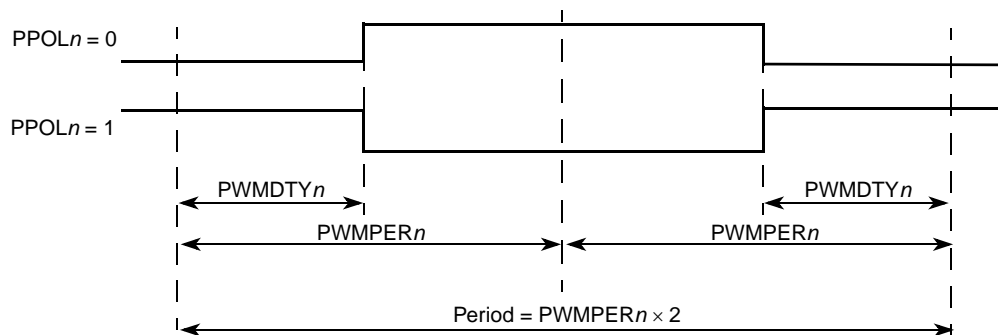 PPOLn = 0
PPOLn = 1
PWMDTYn
PWMDTYn
PWMPERn
PWMPERn
Period = PWMPERn × 2